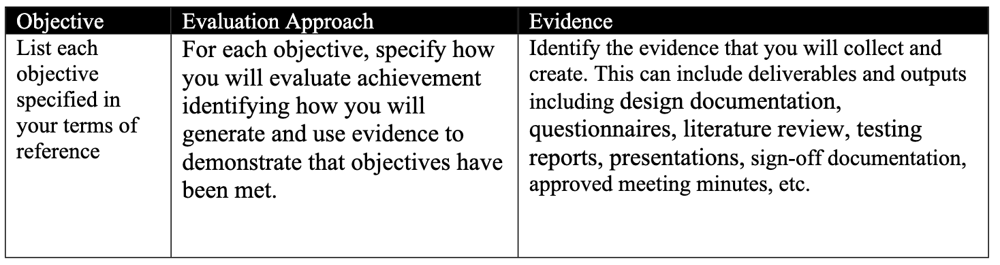 Objective
Evaluation Approach
Evidence
List each
objective
specified in
your terms of
reference
For each objective, specify how
you will evaluate achievement
identifying how you will
generate and use evidence to
demonstrate that objectives have
been met.
Identify the evidence that you will collect and
create. This can include deliverables and outputs
including design documentation,
questionnaires, literature review, testing
reports, presentations, sign-off documentation,
approved meeting minutes, etc.